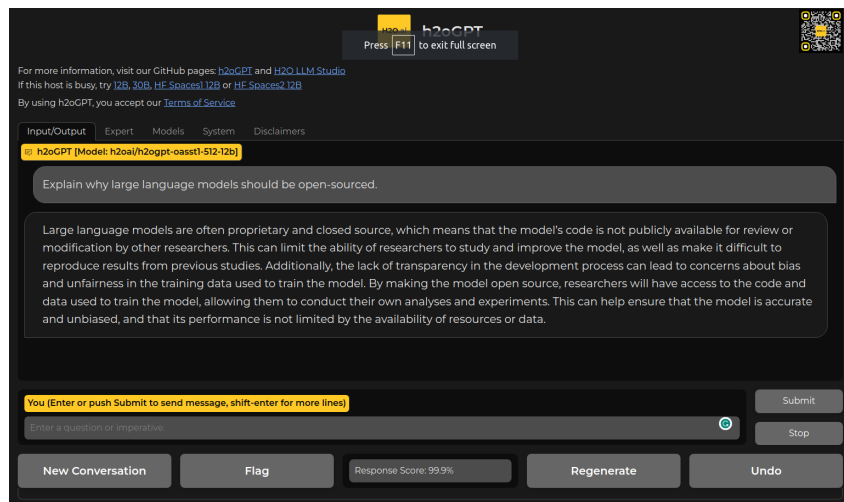 H2O.ai h2oGPT
Press F11 to exit full screen
For more information, visit our GitHub pages: h2oGPT and H2O LLM Studio
If this host is busy, try 12B, 30B, HF Spaces1 12B or HF Spaces2 12B
By using h2oGPT, you accept our Terms of Service
Input/Output Expert Models System Disclaimers
h2oGPT [Model: h2oai/h2ogpt-oasst1-512-12b]
Explain why large language models should be open-sourced.
Large language models are often proprietary and closed source, which means that the model's code is not publicly available for review or
modification by other researchers. This can limit the ability of researchers to study and improve the model, as well as make it difficult to
reproduce results from previous studies. Additionally, the lack of transparency in the development process can lead to concerns about bias
and unfairness in the training data used to train the model. By making the model open source, researchers will have access to the code and
data used to train the model, allowing them to conduct their own analyses and experiments. This can help ensure that the model is accurate
and unbiased, and that its performance is not limited by the availability of resources or data.
You (Enter or push Submit to send message, shift-enter for more lines)
Enter a question or imperative.
Submit
Stop
New Conversation Flag Response Score: 99.9% Regenerate Undo